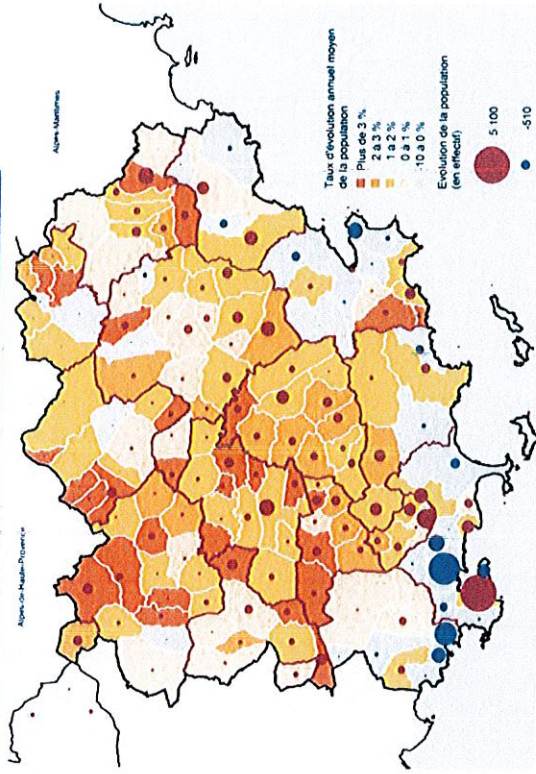 Alpes-de-Haute-Provence
Alpes-Maritimes
Taux d'évolution annuel moyen
de la population
Plus de 3 %
2 à 3 %
1 à 2 %
0 à 1 %
-10 à 0 %
Evolution de la population
(en effectif)
5 100
-510